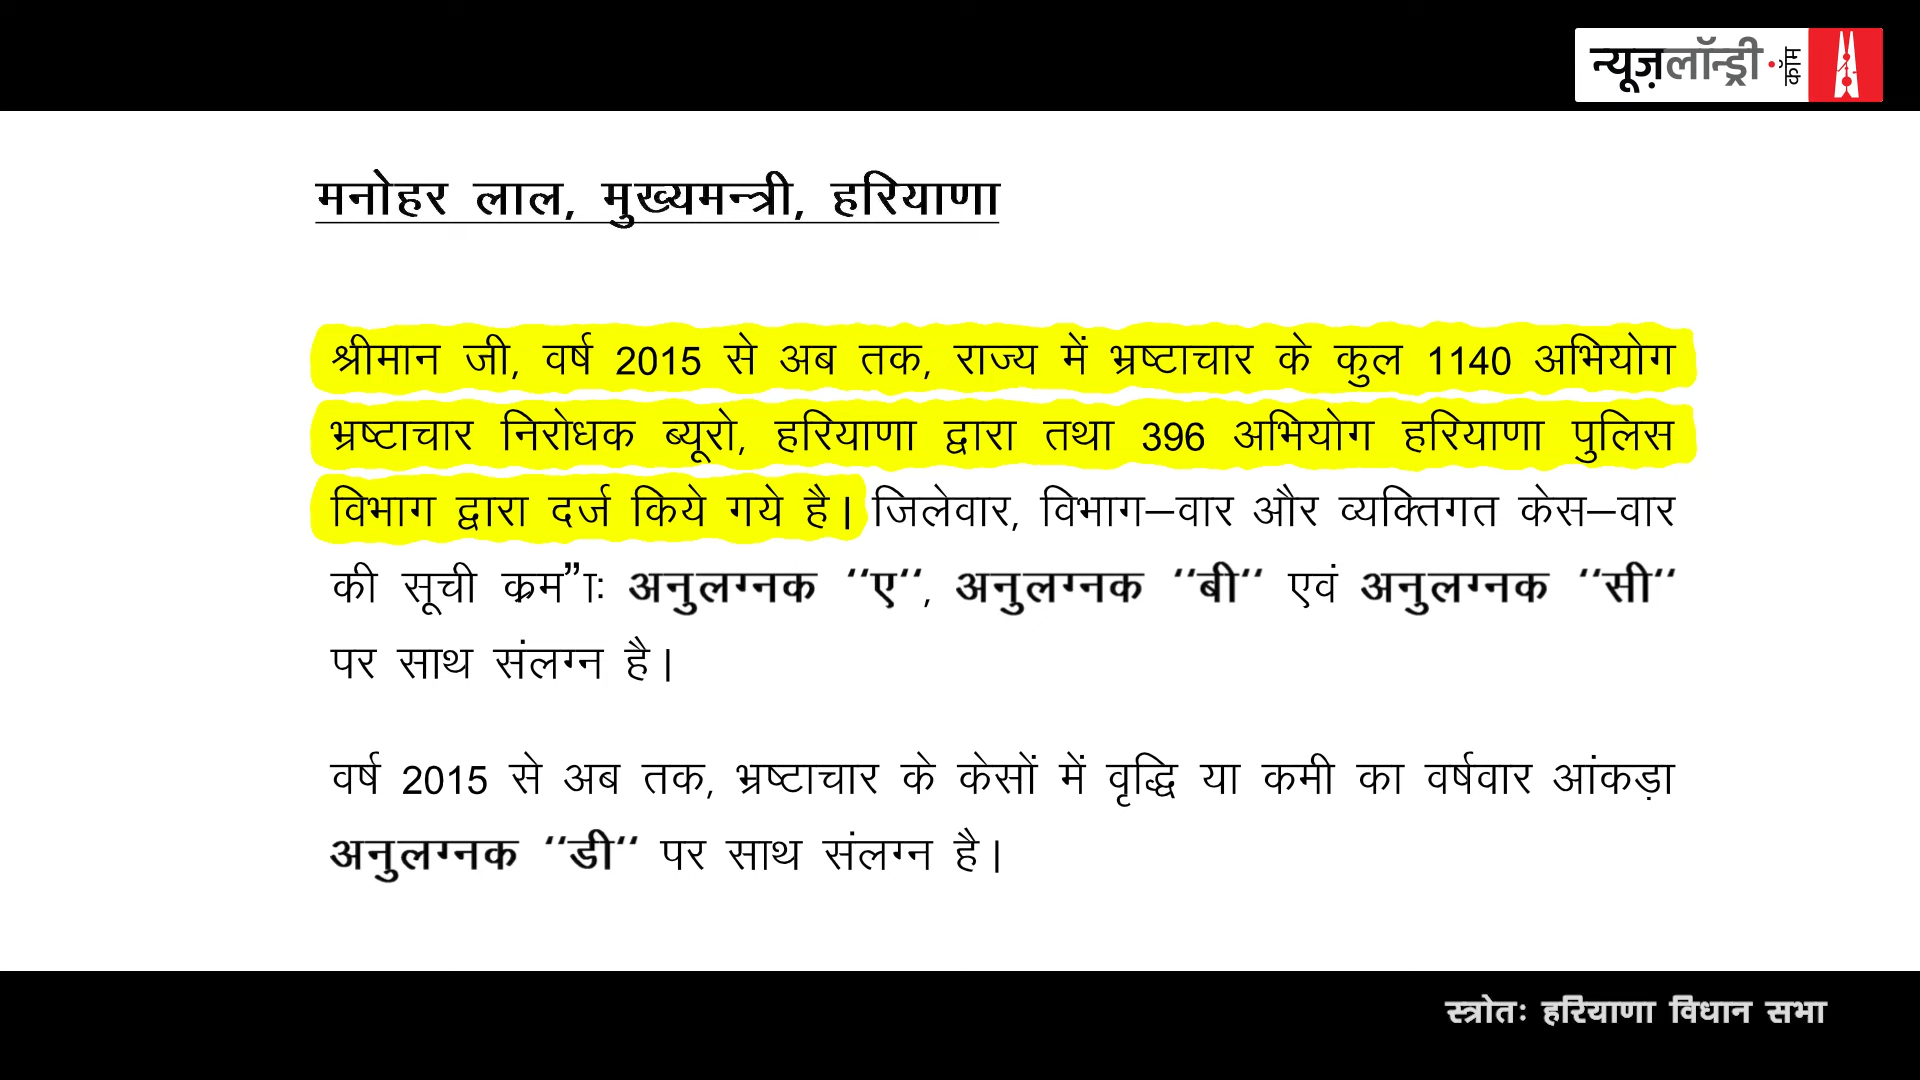 न्यूज़लॉन्ड्री.कॉम
मनोहर लाल, मुख्यमन्त्री, हरियाणा
श्रीमान जी, वर्ष 2015 से अब तक, राज्य में भ्रष्टाचार के कुल 1140 अभियोग
भ्रष्टाचार निरोधक ब्यूरो, हरियाणा द्वारा तथा 396 अभियोग हरियाणा पुलिस
विभाग द्वारा दर्ज किये गये है। जिलेवार, विभाग–वार और व्यक्तिगत केस–वार
की सूची क्रम”ाः अनुलग्नक ‘‘ए‘‘, अनुलग्नक ‘‘बी‘‘ एवं अनुलग्नक ‘‘सी‘‘
पर साथ संलग्न है।
वर्ष 2015 से अब तक, भ्रष्टाचार के केसों में वृद्धि या कमी का वर्षवार आंकड़ा
अनुलग्नक ‘‘डी‘‘ पर साथ संलग्न है।
स्त्रोतः हरियाणा विधान सभा